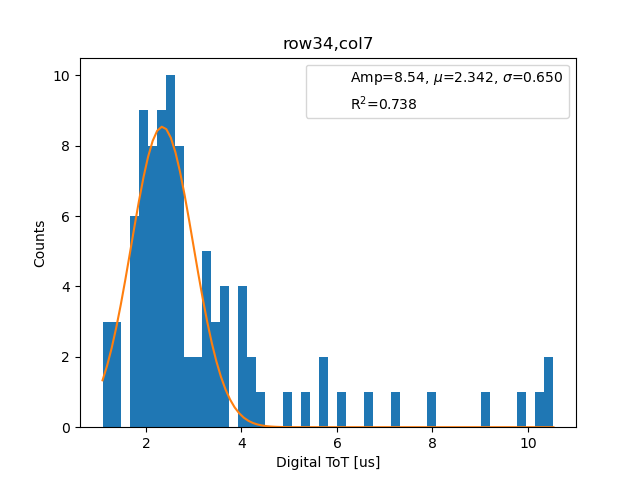 row34,col7
Amp=8.54, μ=2.342, σ=0.650
R²=0.738
Counts
10
8
6
4
2
0
2 4 6 8 10
Digital ToT [us]